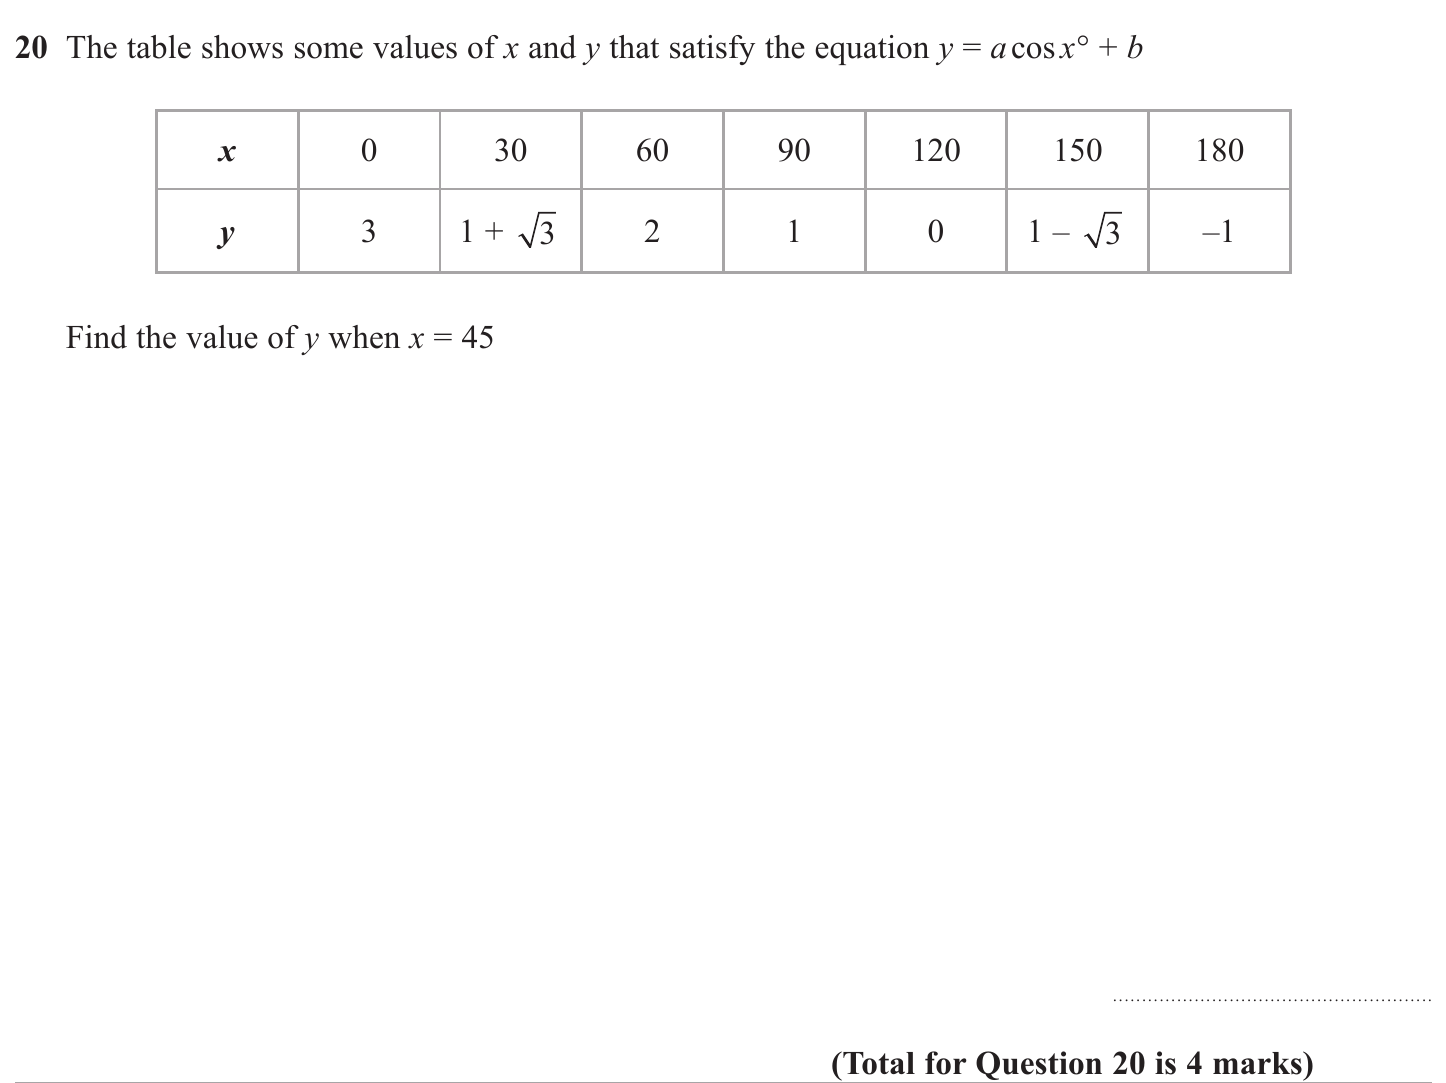 20 The table shows some values of x and y that satisfy the equation y = a cos x° + b
x 0 30 60 90 120 150 180
y 3 1 + √3 2 1 0 1 – √3 –1
Find the value of y when x = 45
(Total for Question 20 is 4 marks)